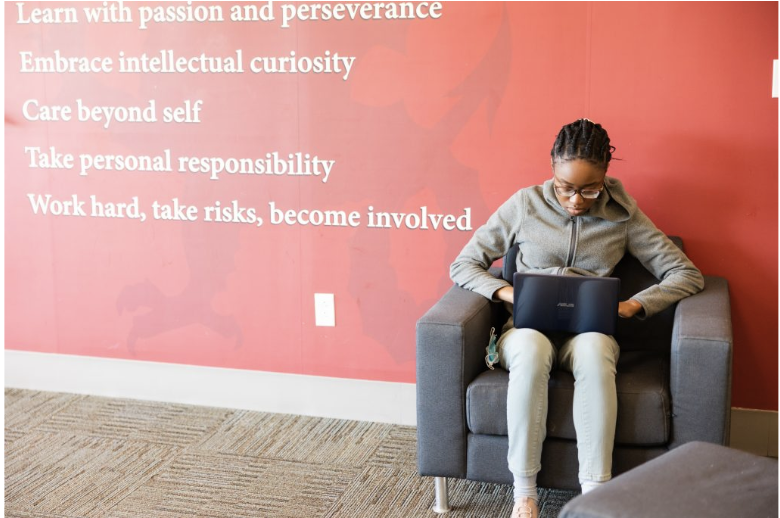 Learn with passion and perseverance
Embrace intellectual curiosity
Care beyond self
Take personal responsibility
Work hard, take risks, become involved
ASUS